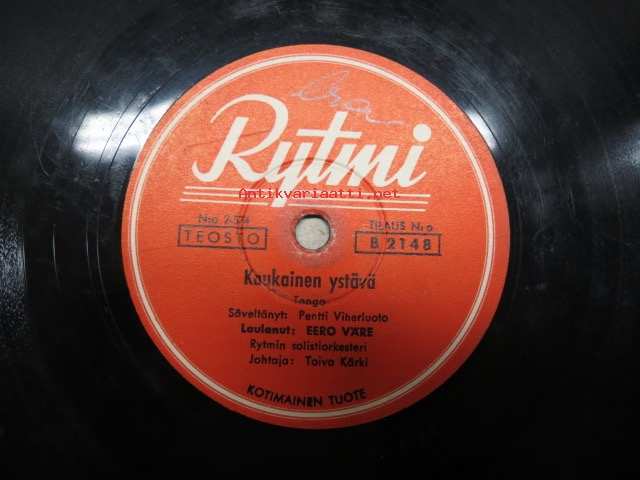 Rytmi
Antikvariaatti.net
N:o
TILAUS N:o
TEOSTO
B 2148
Kaukainen ystävä
Tango
Säveltänyt: Pentti Viherluoto
Laulanut: EERO VÄRE
Rytmin solistiorkesteri
Johtaja: Toivo Kärki
KOTIMAINEN TUOTE